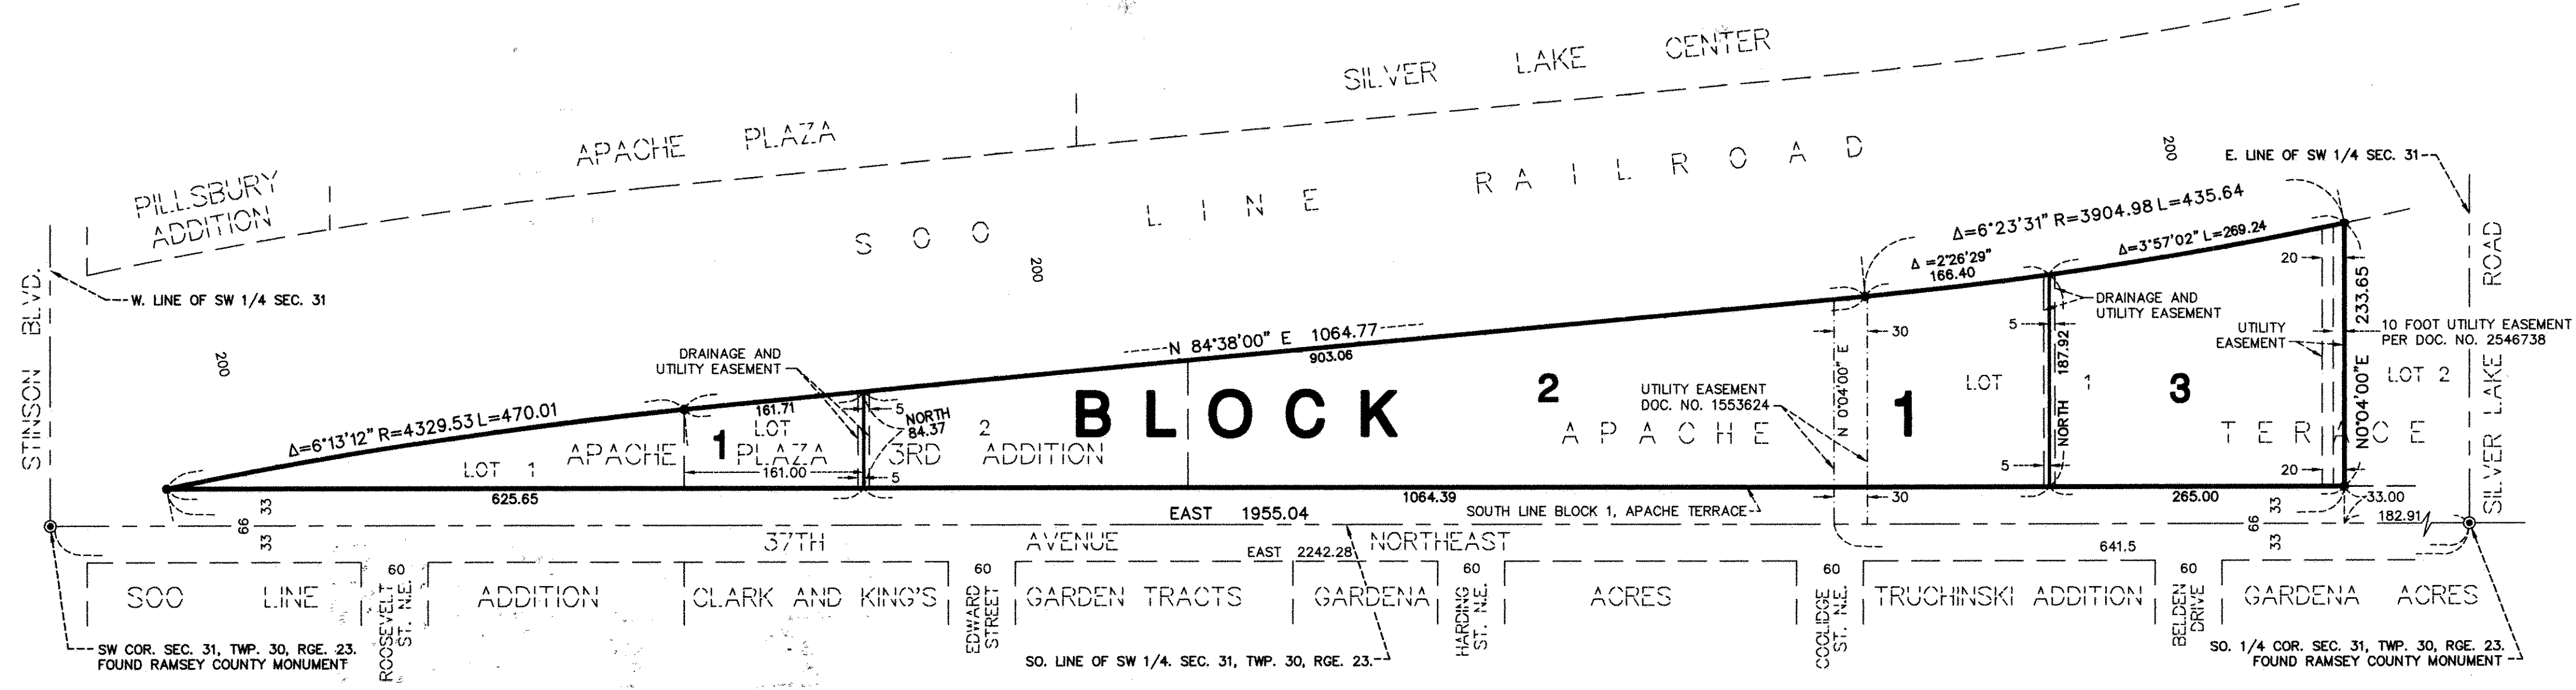 SILVER LAKE CENTER
APACHE PLAZA
PILLSBURY
ADDITION
SOO LINE RAILROAD
200
200
200
E. LINE OF SW 1/4 SEC. 31
W. LINE OF SW 1/4 SEC. 31
STINSON BLVD.
SILVER LAKE ROAD
Δ=6°23'31" R=3904.98 L=435.64
Δ=2°26'29"
166.40
Δ=3°57'02" L=269.24
20
DRAINAGE AND
UTILITY EASEMENT
5
30
UTILITY
EASEMENT
233.65
10 FOOT UTILITY EASEMENT
PER DOC. NO. 2546738
N 84°38'00" E 1064.77
903.06
DRAINAGE AND
UTILITY EASEMENT
N 0°04'00" E
NORTH 187.92
N0°04'00"E
LOT 2
LOT 1
UTILITY EASEMENT
DOC. NO. 1553624
BLOCK 1
2
3
Δ=6°13'12" R=4329.53 L=470.01
161.71
5
NORTH
84.37
LOT 2
1
APACHE PLAZA 3RD ADDITION
APACHE TERRACE
LOT 1
161.00
5
5
20
625.65
1064.39
30
265.00
33.00
EAST 1955.04
SOUTH LINE BLOCK 1, APACHE TERRACE
33
66
33
33
66
33
182.91
37TH AVENUE NORTHEAST
EAST 2242.28
641.5
60
60
60
60
60
SOO LINE ADDITION
CLARK AND KING'S GARDEN TRACTS
GARDENA ACRES
TRUCHINSKI ADDITION
GARDENA ACRES
ROOSEVELT
ST. N.E.
EDWARD
STREET
HARDING
ST. N.E.
COOLIDGE
ST. N.E.
BELDEN
DRIVE
SW COR. SEC. 31, TWP. 30, RGE. 23.
FOUND RAMSEY COUNTY MONUMENT
SO. LINE OF SW 1/4. SEC. 31, TWP. 30, RGE. 23.
SO. 1/4 COR. SEC. 31, TWP. 30, RGE. 23.
FOUND RAMSEY COUNTY MONUMENT